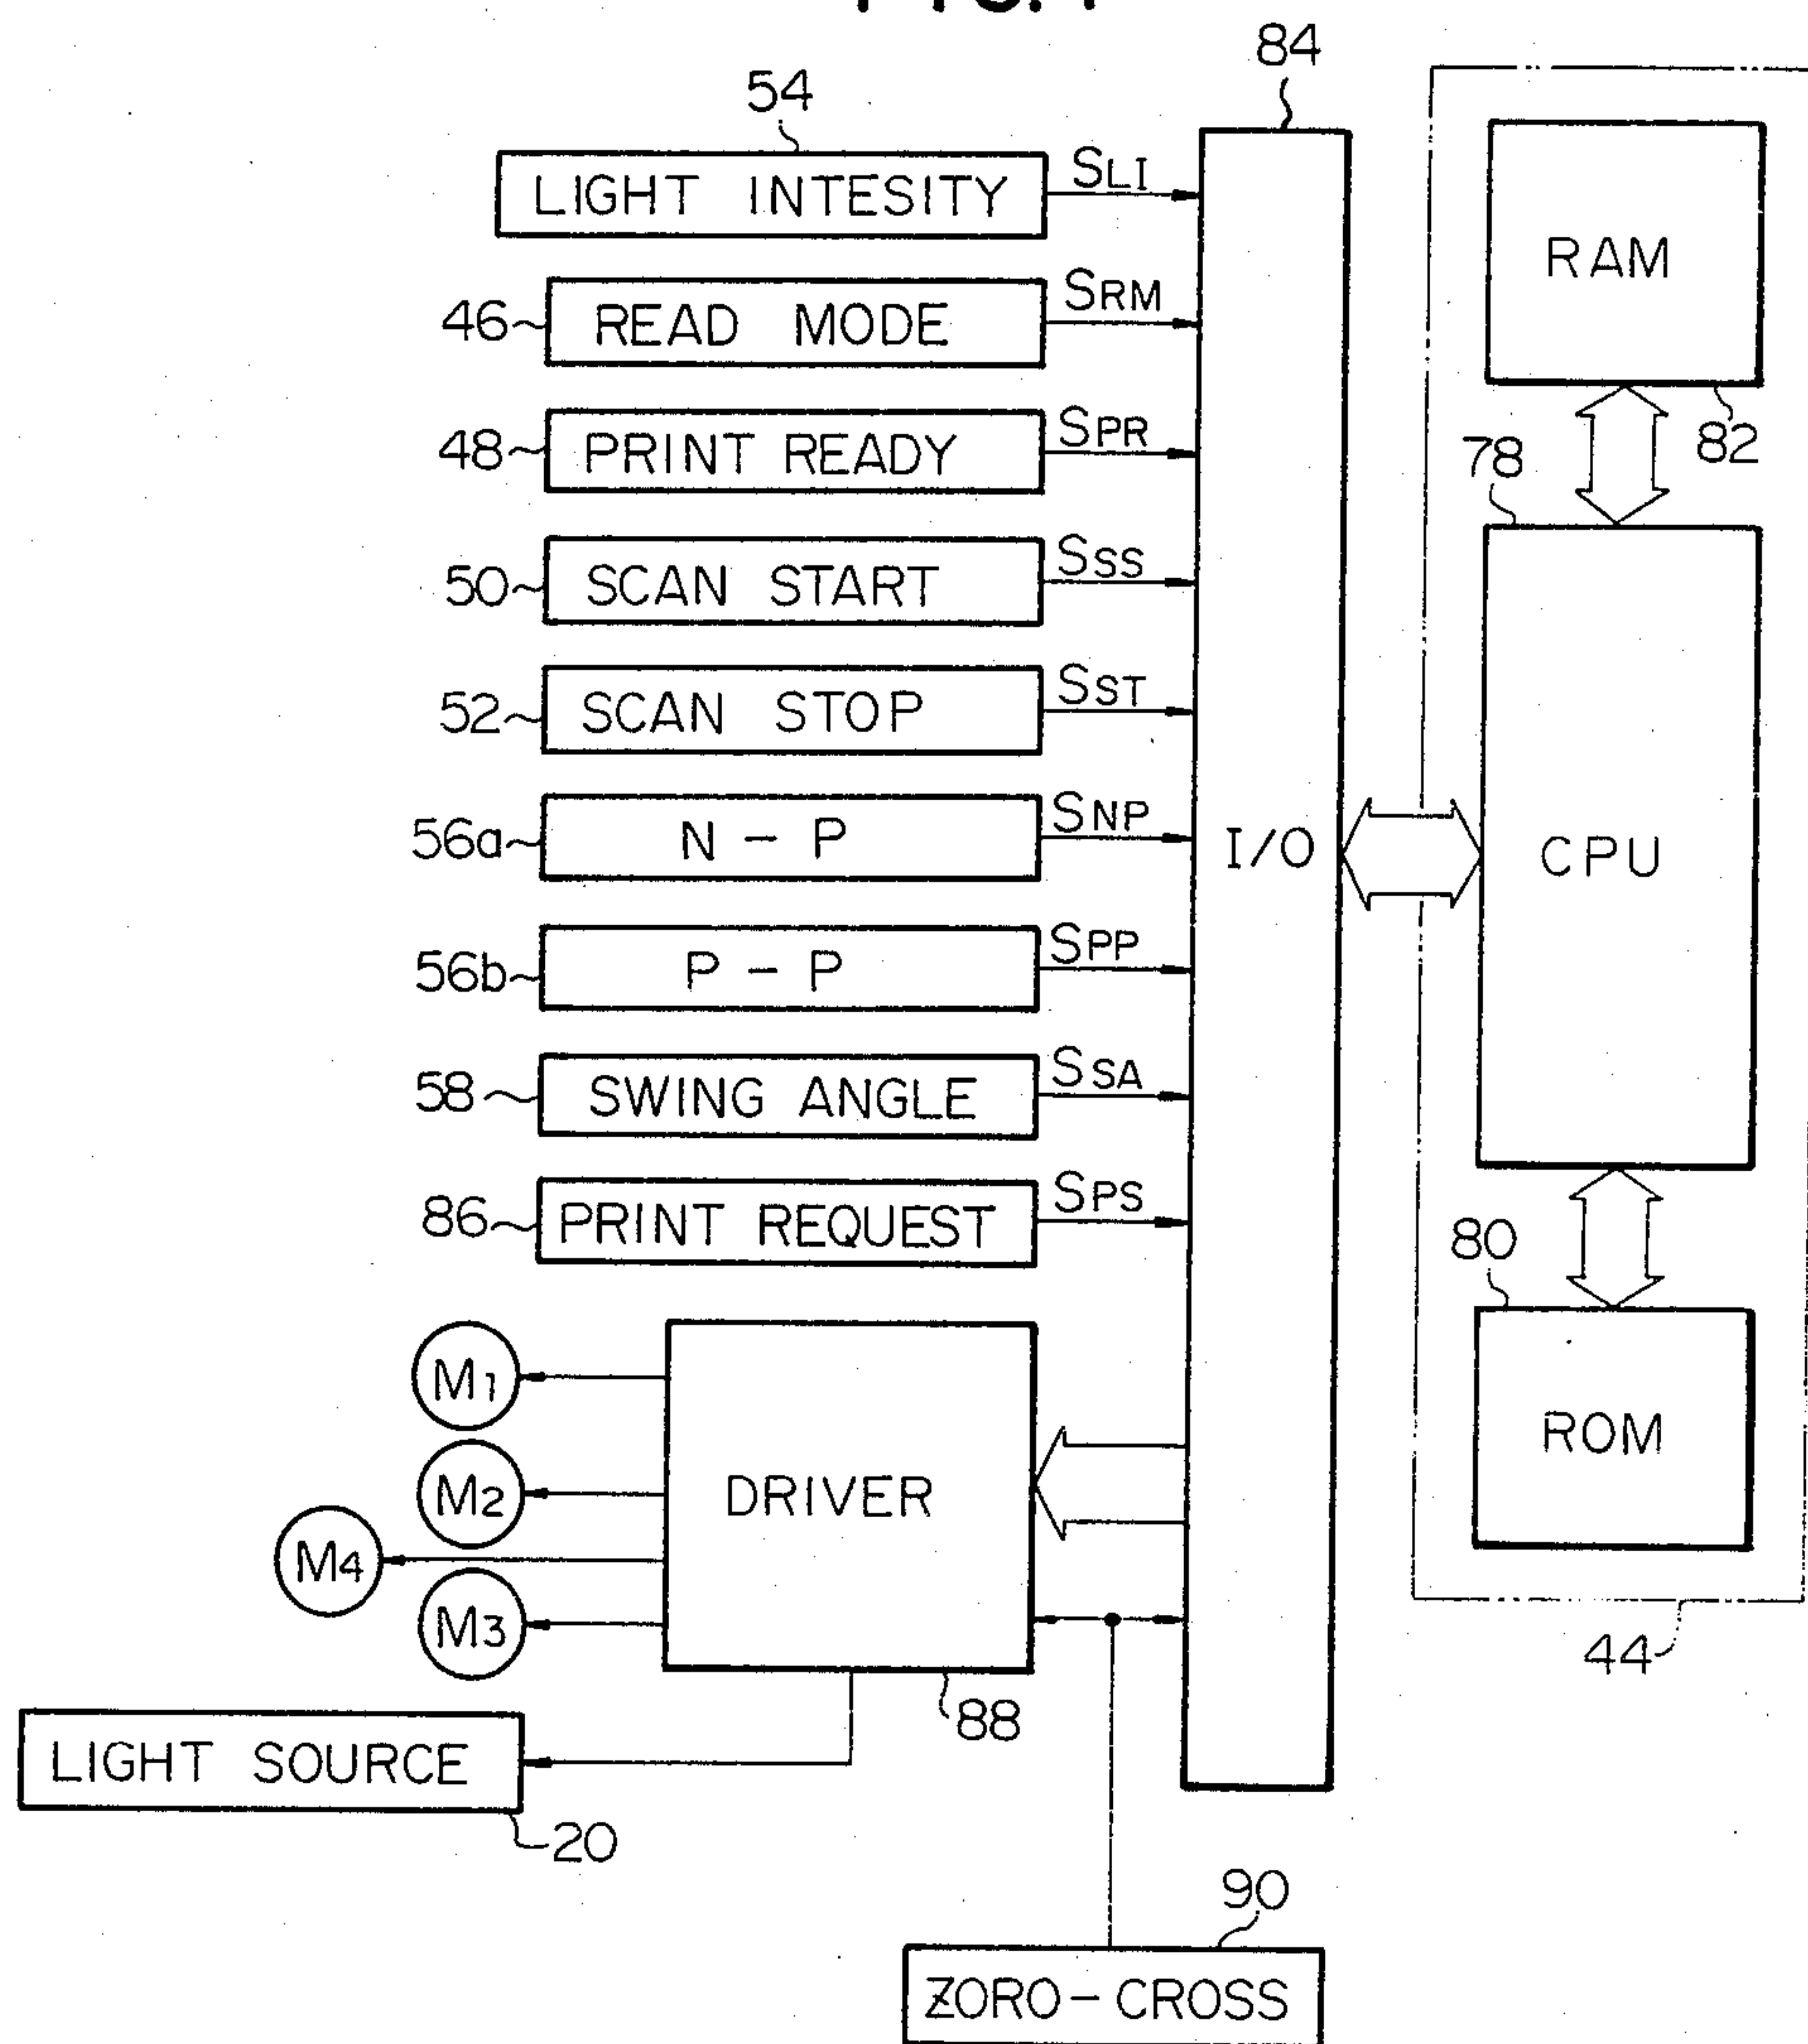 84
54
LIGHT INTESITY
SLI
RAM
46
READ MODE
SRM
82
48
PRINT READY
SPR
78
50
SCAN START
SSS
52
SCAN STOP
SST
56a
N - P
SNP
I/O
CPU
56b
P - P
SPP
58
SWING ANGLE
SSA
86
PRINT REQUEST
SPS
80
M1
M2
DRIVER
ROM
M4
M3
44
88
LIGHT SOURCE
20
90
ZORO-CROSS